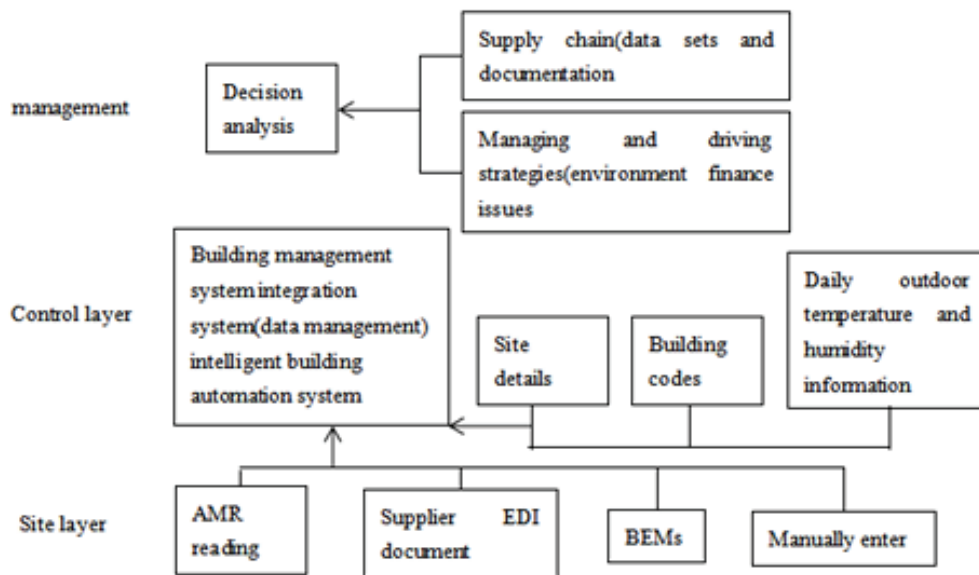 management
Decision
analysis
Supply chain(data sets and
documentation
Managing and driving
strategies(environment finance
issues
Control layer
Building management
system integration
system(data management)
intelligent building
automation system
Site
details
Building
codes
Daily outdoor
temperature and
humidity
information
Site layer
AMR
reading
Supplier EDI
document
BEMs
Manually enter